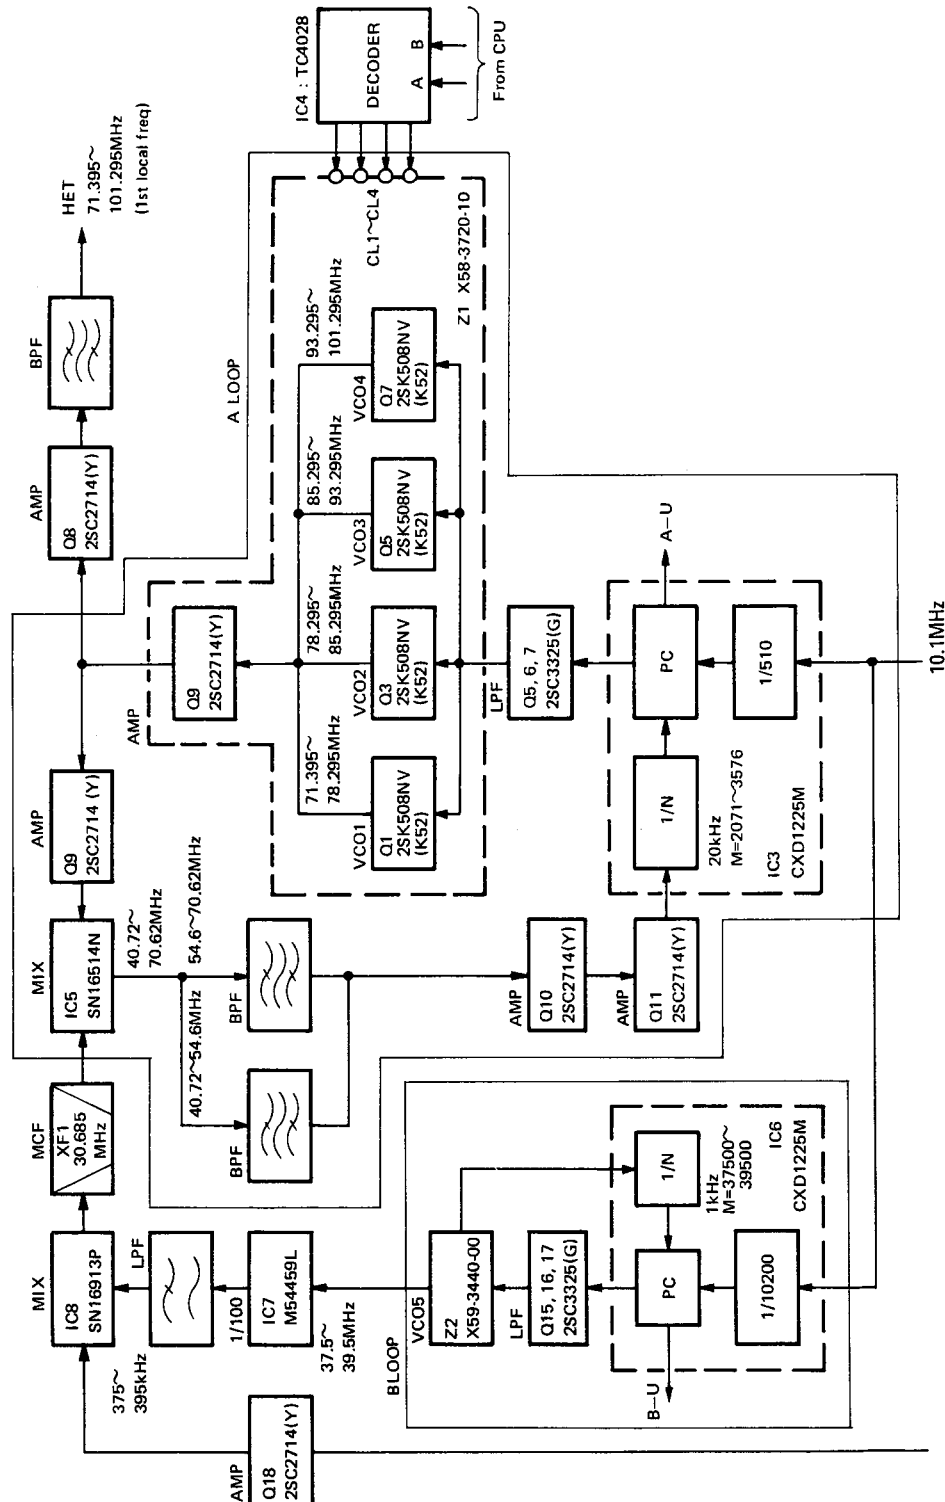 AMP
Q18
2SC2714(Y)
375～
395kHz
MIX
IC8
SN16913P
LPF
1/100
IC7
M54459L
37.5～
39.5MHz
B LOOP
VCO5
Z2
X59-3440-00
LPF
Q15, 16, 17
2SC3325(G)
B-U
PC
1/N
1kHz
M=37500～
39500
1/10200
IC6
CXD1225M
MCF
XF1
30.685
MHz
MIX
IC5
SN16514N
40.72～
70.62MHz
40.72～54.6MHz
54.6～70.62MHz
BPF
BPF
AMP
Q10
2SC2714(Y)
AMP
Q11
2SC2714(Y)
AMP
Q9
2SC2714 (Y)
AMP
Q8
2SC2714(Y)
BPF
HET
71.395～
101.295MHz
(1st local freq)
A LOOP
AMP
Q9
2SC2714(Y)
71.395～
78.295MHz
VCO1
Q1
2SK508NV
(K52)
78.295～
85.295MHz
VCO2
Q3
2SK508NV
(K52)
85.295～
93.295MHz
VCO3
Q5
2SK508NV
(K52)
93.295～
101.295MHz
VCO4
Q7
2SK508NV
(K52)
CL1～CL4
Z1 X58-3720-10
IC4 : TC4028
DECODER
A
B
From CPU
LPF
Q5, 6, 7
2SC3325(G)
1/N
PC
A-U
20kHz
M=2071～3576
1/510
IC3
CXD1225M
10.1MHz